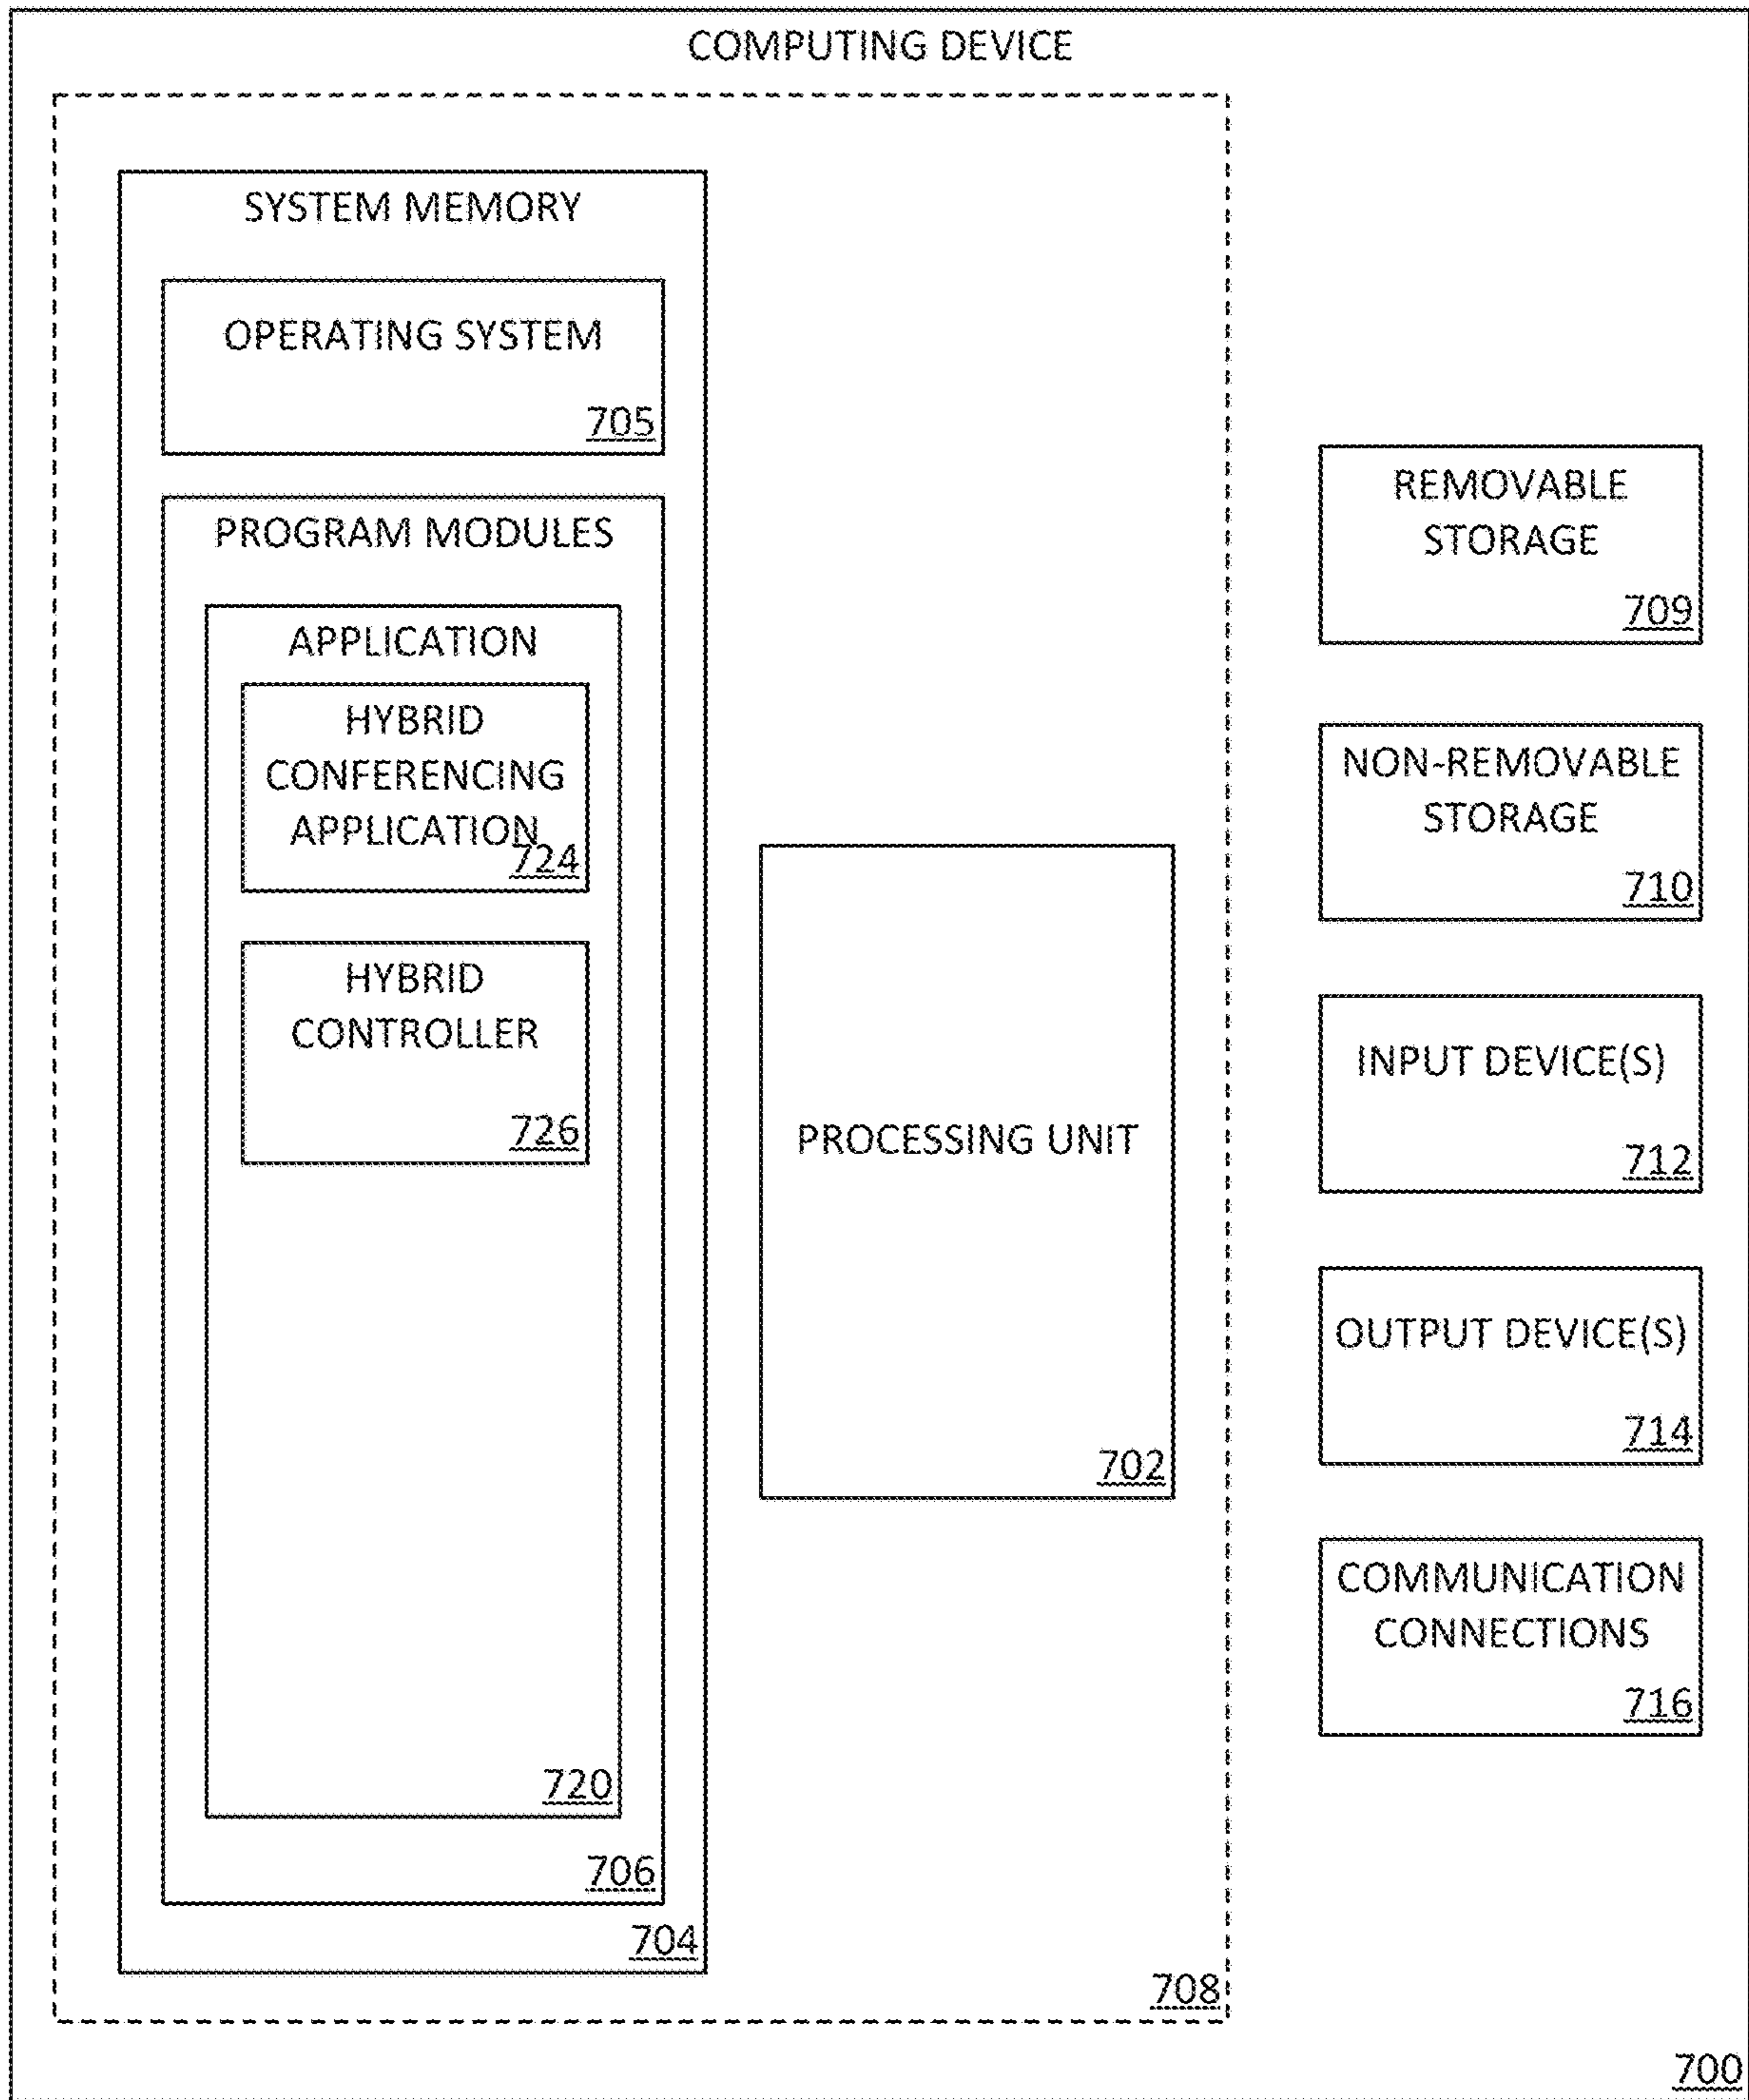 COMPUTING DEVICE
SYSTEM MEMORY
OPERATING SYSTEM
705
PROGRAM MODULES
APPLICATION
HYBRID
CONFERENCING
APPLICATION
724
HYBRID
CONTROLLER
726
720
706
704
PROCESSING UNIT
702
708
REMOVABLE
STORAGE
709
NON-REMOVABLE
STORAGE
710
INPUT DEVICE(S)
712
OUTPUT DEVICE(S)
714
COMMUNICATION
CONNECTIONS
716
700